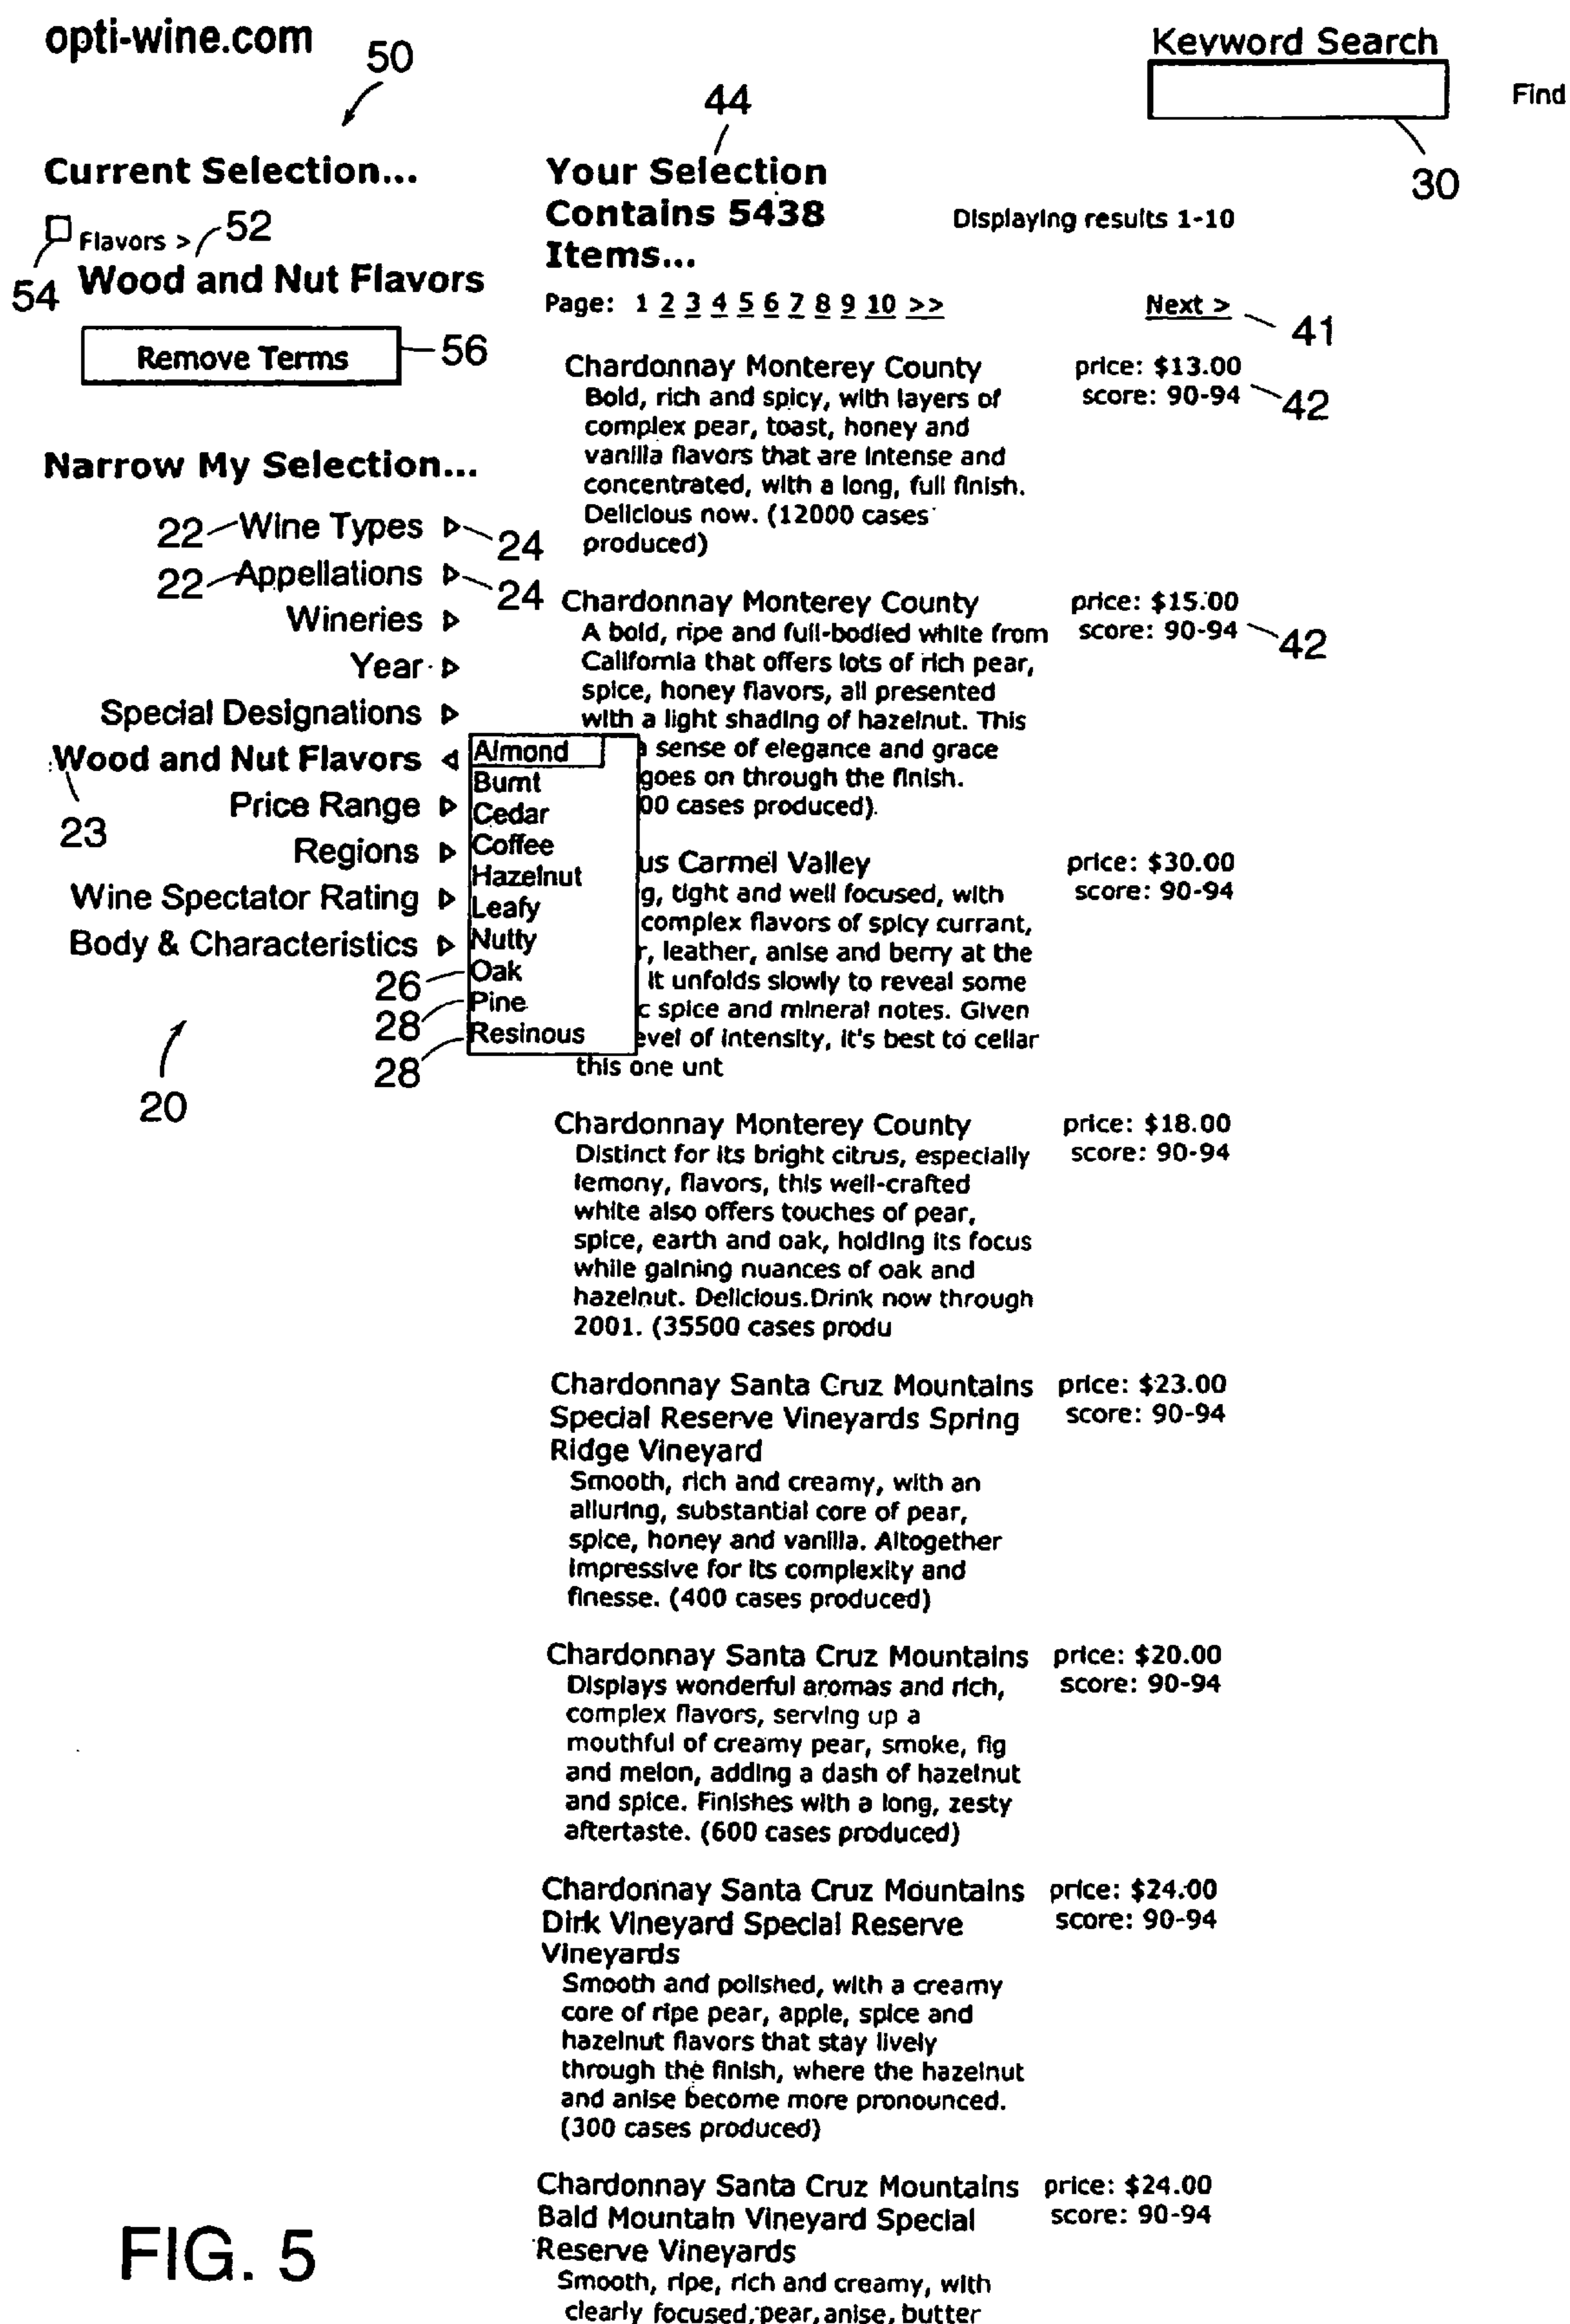 opti-wine.com
50
Keyword Search
Find
30
44
Current Selection...
Flavors > 52
54 Wood and Nut Flavors
Remove Terms 56
Your Selection
Contains 5438
Items...
Displaying results 1-10
Page: 1 2 3 4 5 6 7 8 9 10 >>
Next > 41
Narrow My Selection...
22 Wine Types 24
22 Appellations 24
Wineries
Year
Special Designations
Wood and Nut Flavors
23
Price Range
Regions
Wine Spectator Rating
Body & Characteristics
20
Almond
Burnt
Cedar
Coffee
Hazelnut
Leafy
Nutty
26 Oak
28 Pine
28 Resinous
Chardonnay Monterey County
price: $13.00
score: 90-94 42
Bold, rich and spicy, with layers of
complex pear, toast, honey and
vanilla flavors that are intense and
concentrated, with a long, full finish.
Delicious now. (12000 cases
produced)
Chardonnay Monterey County
price: $15.00
score: 90-94 42
A bold, ripe and full-bodied white from
California that offers lots of rich pear,
spice, honey flavors, all presented
with a light shading of hazelnut. This
sense of elegance and grace
goes on through the finish.
00 cases produced).
us Carmel Valley
price: $30.00
score: 90-94
g, tight and well focused, with
complex flavors of spicy currant,
r, leather, anise and berry at the
it unfolds slowly to reveal some
c spice and mineral notes. Given
evel of intensity, it's best to cellar
this one unt
Chardonnay Monterey County
price: $18.00
score: 90-94
Distinct for its bright citrus, especially
lemony, flavors, this well-crafted
white also offers touches of pear,
spice, earth and oak, holding its focus
while gaining nuances of oak and
hazelnut. Delicious.Drink now through
2001. (35500 cases produ
Chardonnay Santa Cruz Mountains
Special Reserve Vineyards Spring
Ridge Vineyard
price: $23.00
score: 90-94
Smooth, rich and creamy, with an
alluring, substantial core of pear,
spice, honey and vanilla. Altogether
impressive for its complexity and
finesse. (400 cases produced)
Chardonnay Santa Cruz Mountains
price: $20.00
score: 90-94
Displays wonderful aromas and rich,
complex flavors, serving up a
mouthful of creamy pear, smoke, fig
and melon, adding a dash of hazelnut
and spice. Finishes with a long, zesty
aftertaste. (600 cases produced)
Chardonnay Santa Cruz Mountains
Dirk Vineyard Special Reserve
Vineyards
price: $24.00
score: 90-94
Smooth and polished, with a creamy
core of ripe pear, apple, spice and
hazelnut flavors that stay lively
through the finish, where the hazelnut
and anise become more pronounced.
(300 cases produced)
Chardonnay Santa Cruz Mountains
Bald Mountain Vineyard Special
Reserve Vineyards
price: $24.00
score: 90-94
Smooth, ripe, rich and creamy, with
clearly focused, pear, anise, butter
FIG. 5